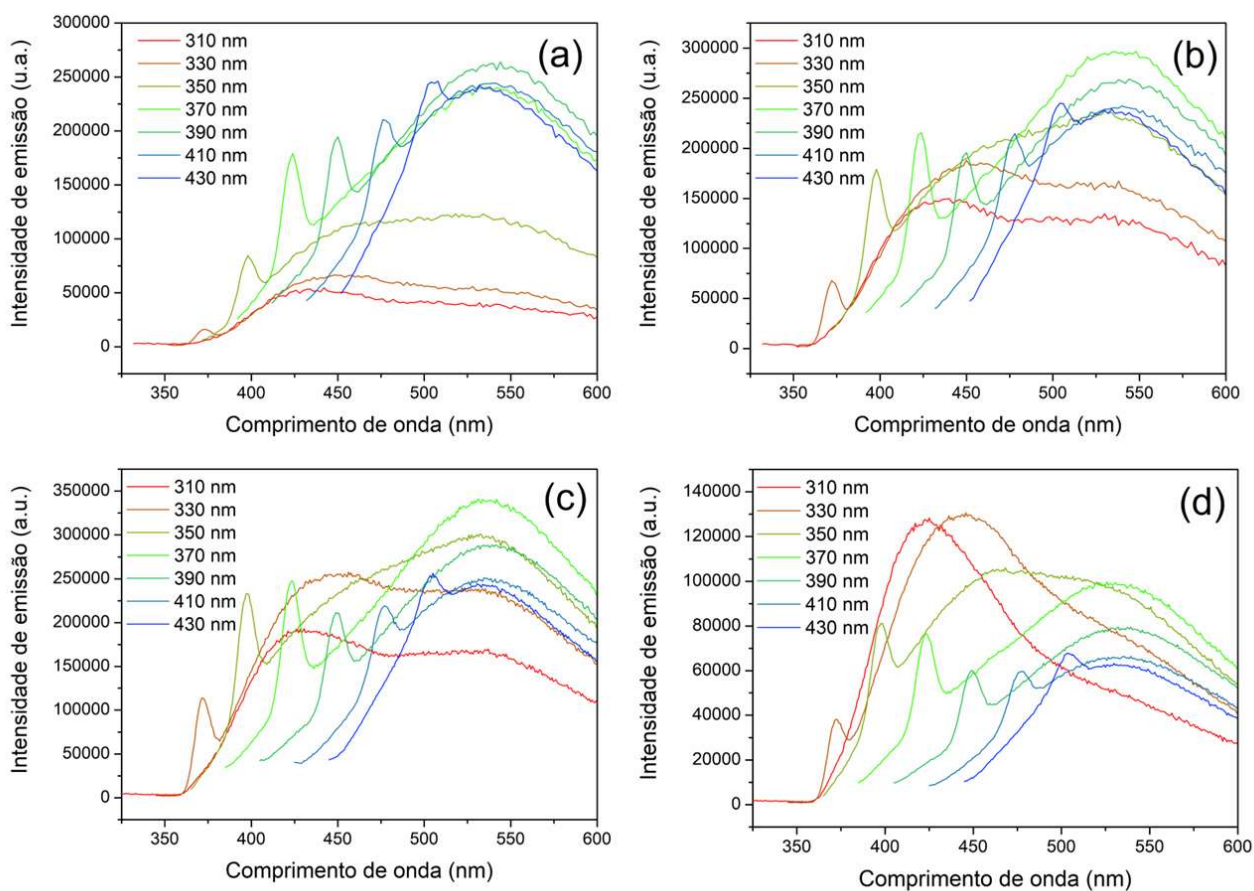 (a)
310 nm
330 nm
350 nm
370 nm
390 nm
410 nm
430 nm
300000
250000
200000
150000
100000
50000
0
350 400 450 500 550 600
Intensidade de emissão (u.a.)
Comprimento de onda (nm)
(b)
310 nm
330 nm
350 nm
370 nm
390 nm
410 nm
430 nm
300000
250000
200000
150000
100000
50000
0
350 400 450 500 550 600
Intensidade de emissão (u.a.)
Comprimento de onda (nm)
(c)
310 nm
330 nm
350 nm
370 nm
390 nm
410 nm
430 nm
350000
300000
250000
200000
150000
100000
50000
0
350 400 450 500 550 600
Intensidade de emissão (a.u.)
Comprimento de onda (nm)
(d)
310 nm
330 nm
350 nm
370 nm
390 nm
410 nm
430 nm
140000
120000
100000
80000
60000
40000
20000
0
350 400 450 500 550 600
Intensidade de emissão (a.u.)
Comprimento de onda (nm)